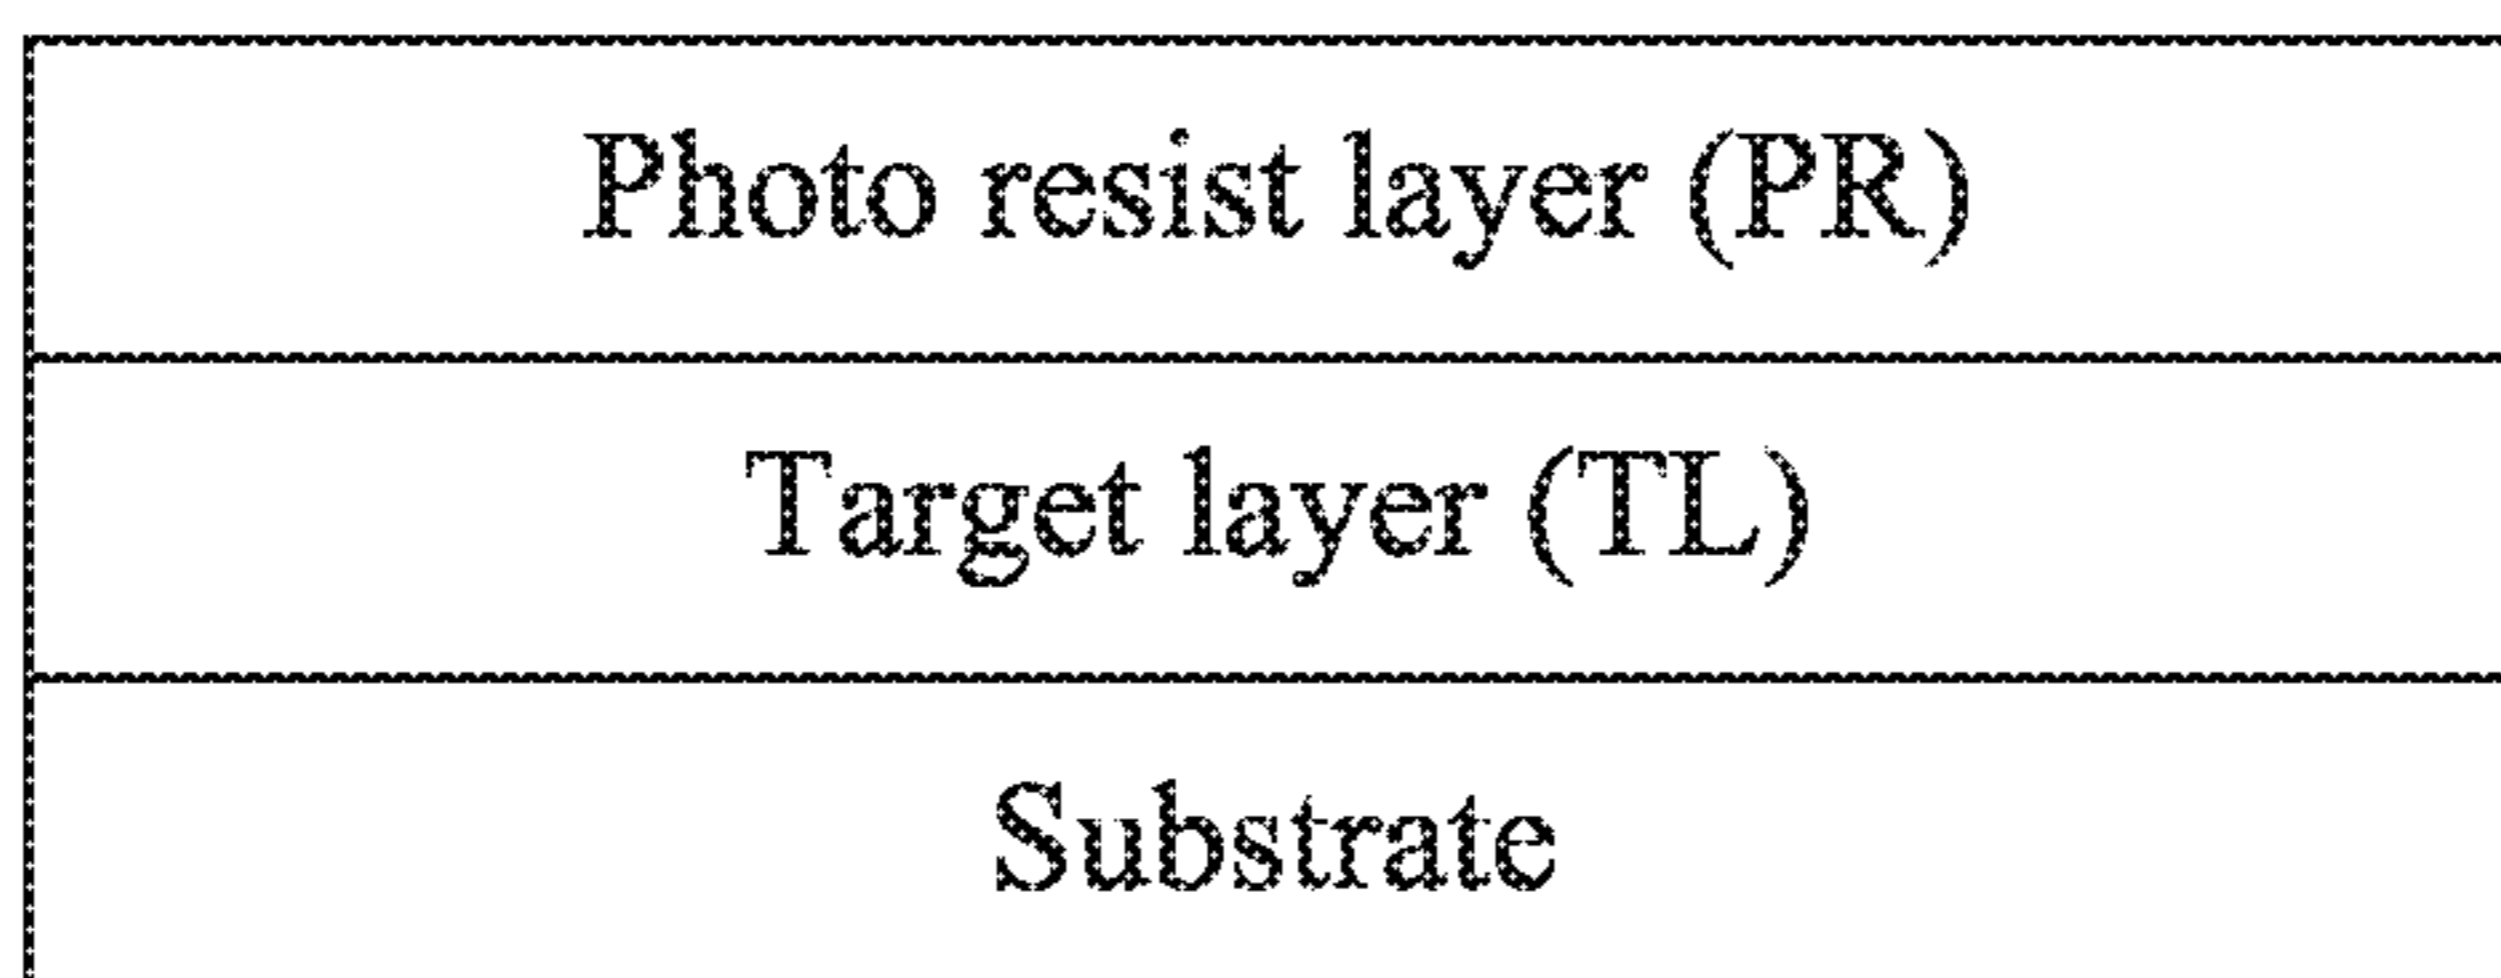 Photo resist layer (PR)
Target layer (TL)
Substrate